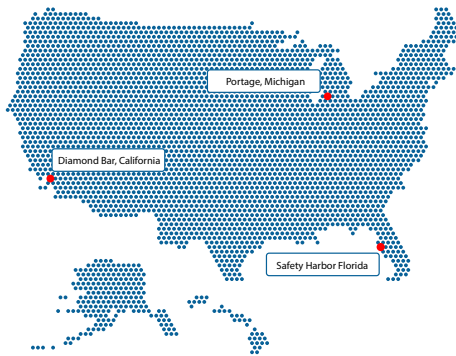 Portage, Michigan
Diamond Bar, California
Safety Harbor Florida